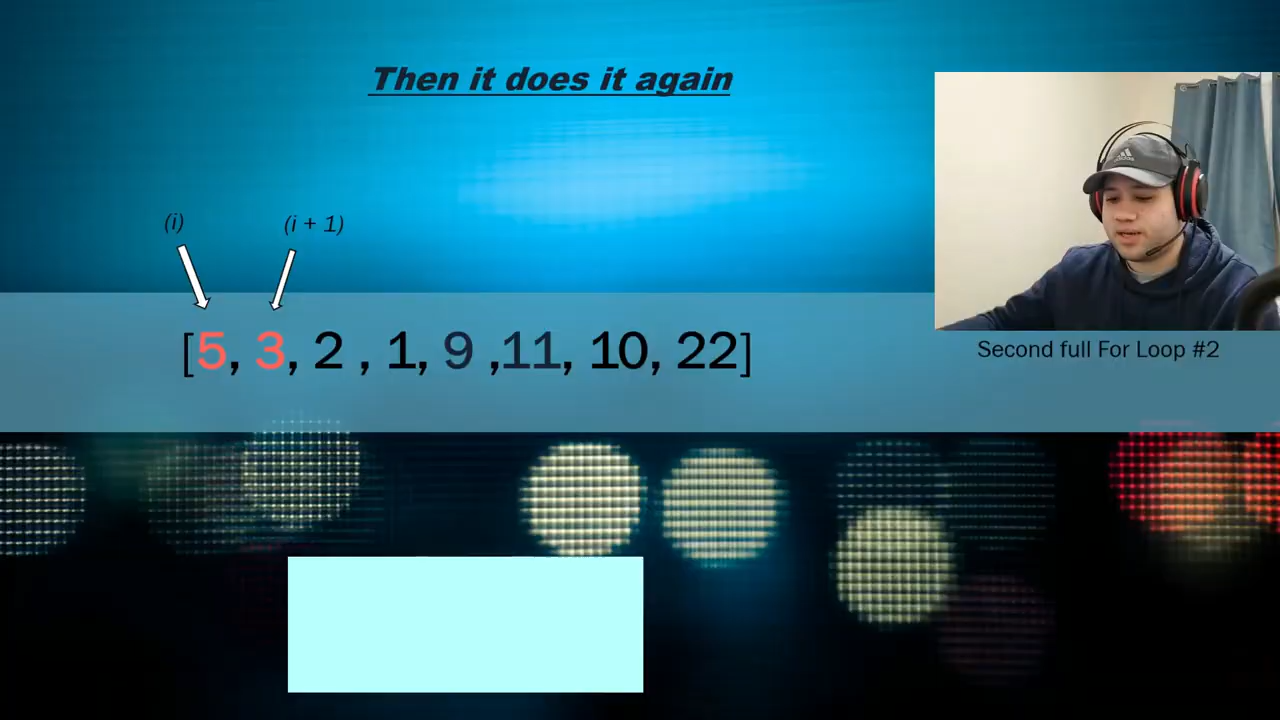 Then it does it again
(i) (i + 1)
[5, 3, 2 , 1, 9 ,11, 10, 22]
Second full For Loop #2
adidas